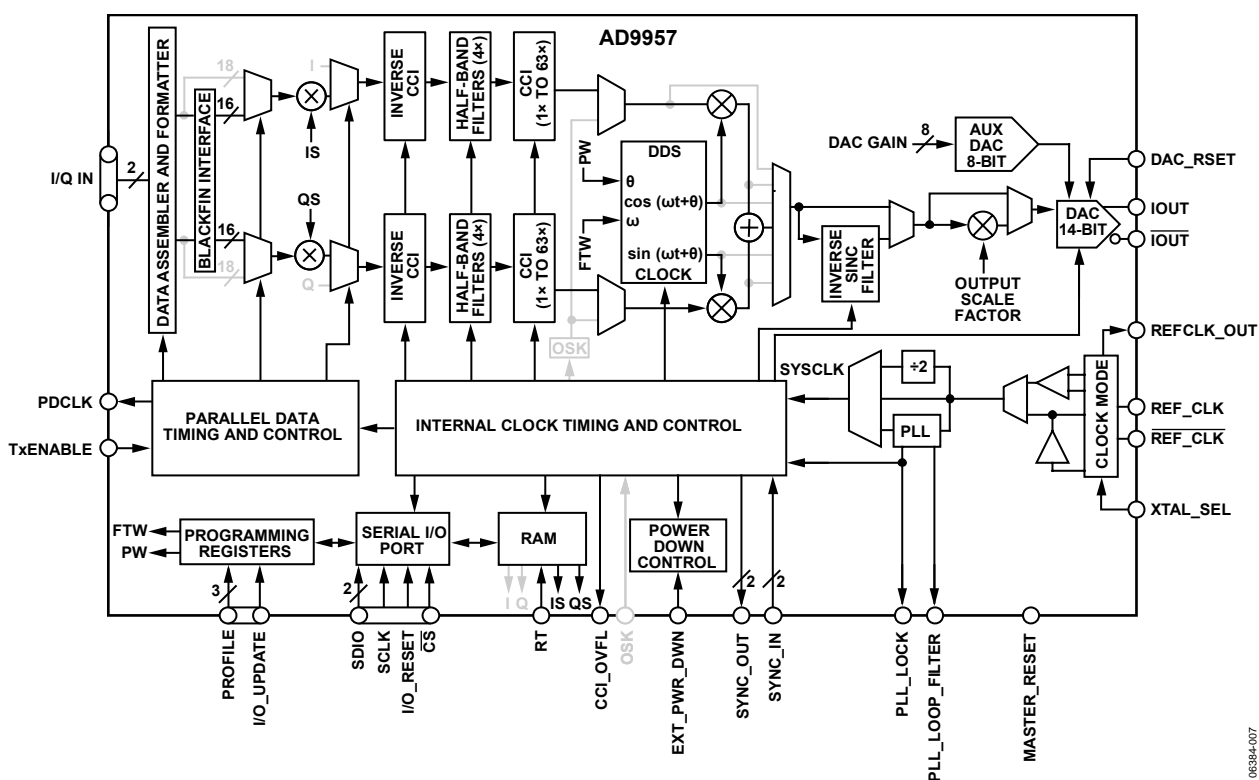 AD9957
I/Q IN
2
DATA ASSEMBLER AND FORMATTER
18
BLACKFIN INTERFACE
16
16
18
I
IS
QS
Q
INVERSE
CCI
HALF-BAND
FILTERS (4×)
CCI
(1× TO 63×)
INVERSE
CCI
HALF-BAND
FILTERS (4×)
CCI
(1× TO 63×)
OSK
PW
FTW
DDS
θ
cos (ωt+θ)
ω
sin (ωt+θ)
CLOCK
INVERSE
SINC
FILTER
OUTPUT
SCALE
FACTOR
DAC GAIN
8
AUX
DAC
8-BIT
DAC
14-BIT
DAC_RSET
IOUT
IOUT
REFCLK_OUT
REF_CLK
REF_CLK
XTAL_SEL
CLOCK MODE
SYSCLK
÷2
PLL
PDCLK
TxENABLE
PARALLEL DATA
TIMING AND CONTROL
INTERNAL CLOCK TIMING AND CONTROL
FTW
PW
PROGRAMMING
REGISTERS
SERIAL I/O
PORT
RAM
POWER
DOWN
CONTROL
3
2
I
Q
IS
QS
2
2
PROFILE
I/O_UPDATE
SDIO
SCLK
I/O_RESET
CS
RT
CCI_OVFL
OSK
EXT_PWR_DWN
SYNC_OUT
SYNC_IN
PLL_LOCK
PLL_LOOP_FILTER
MASTER_RESET
06384-007